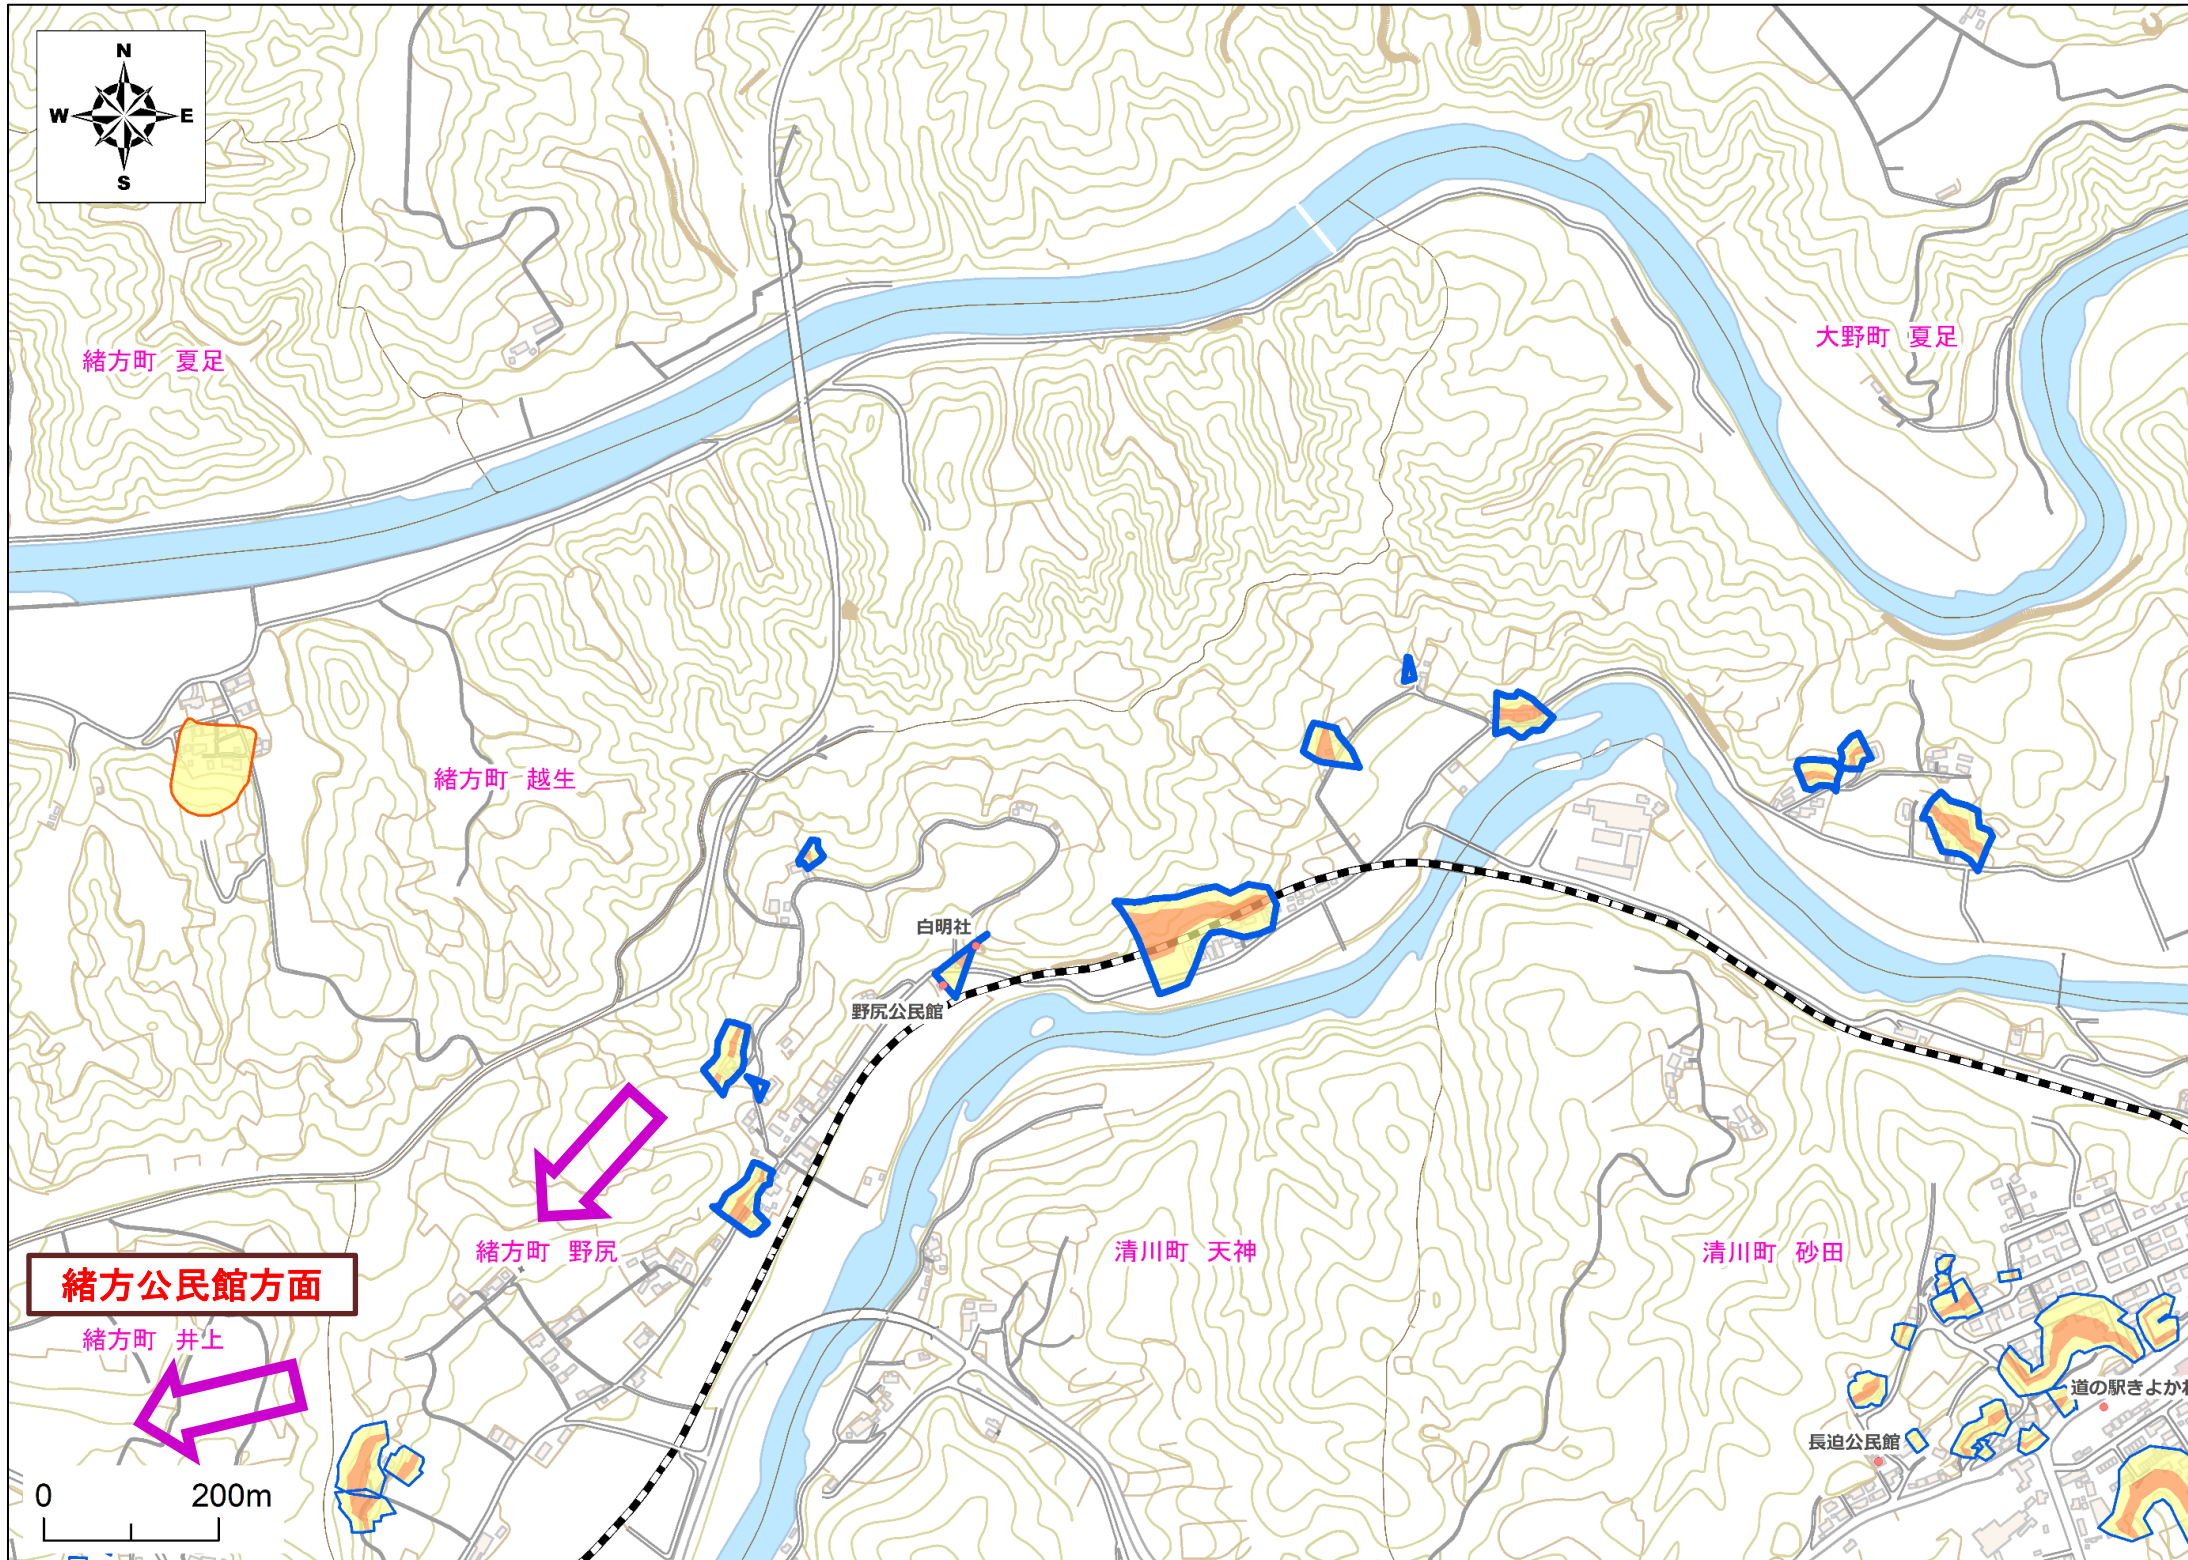 N
W E
S
緒方町 夏足
大野町 夏足
緒方町 越生
白明社
野尻公民館
緒方町 野尻
清川町 天神
清川町 砂田
緒方公民館方面
緒方町 井上
道の駅きよかわ
長迫公民館
0 200m